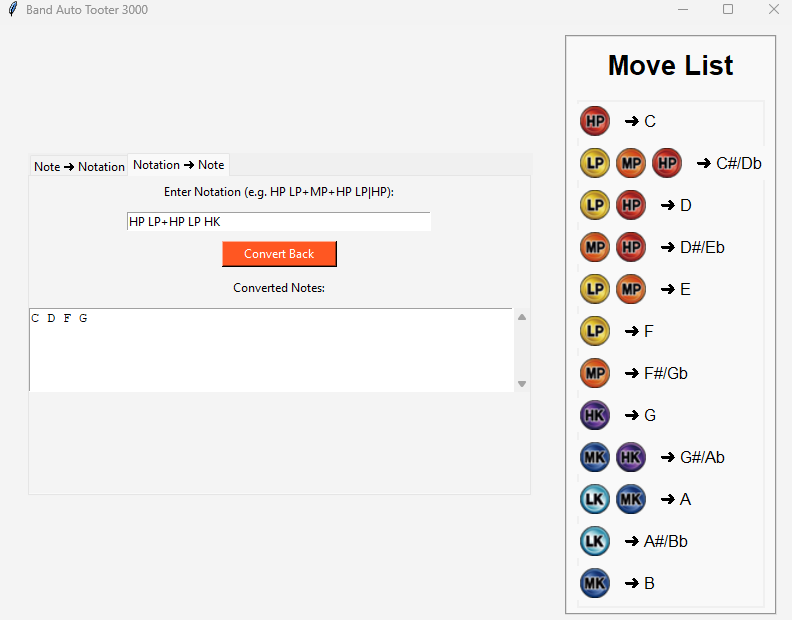 Band Auto Tooter 3000
Note ➜ Notation
Notation ➜ Note
Enter Notation (e.g. HP LP+MP+HP LP|HP):
HP LP+HP LP HK
Convert Back
Converted Notes:
C D F G
Move List
HP ➜ C
LP MP HP ➜ C#/Db
LP HP ➜ D
MP HP ➜ D#/Eb
LP MP ➜ E
LP ➜ F
MP ➜ F#/Gb
HK ➜ G
MK HK ➜ G#/Ab
LK MK ➜ A
LK ➜ A#/Bb
MK ➜ B